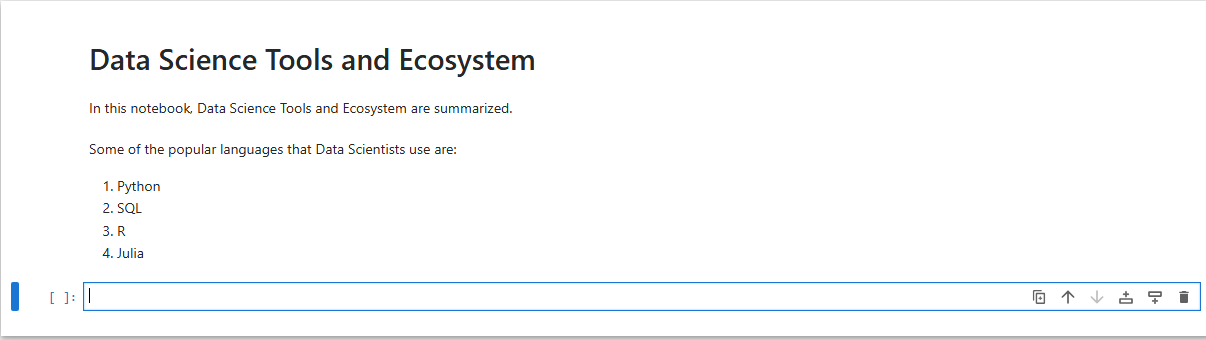 Data Science Tools and Ecosystem
In this notebook, Data Science Tools and Ecosystem are summarized.
Some of the popular languages that Data Scientists use are:
1. Python
2. SQL
3. R
4. Julia
[ ]: